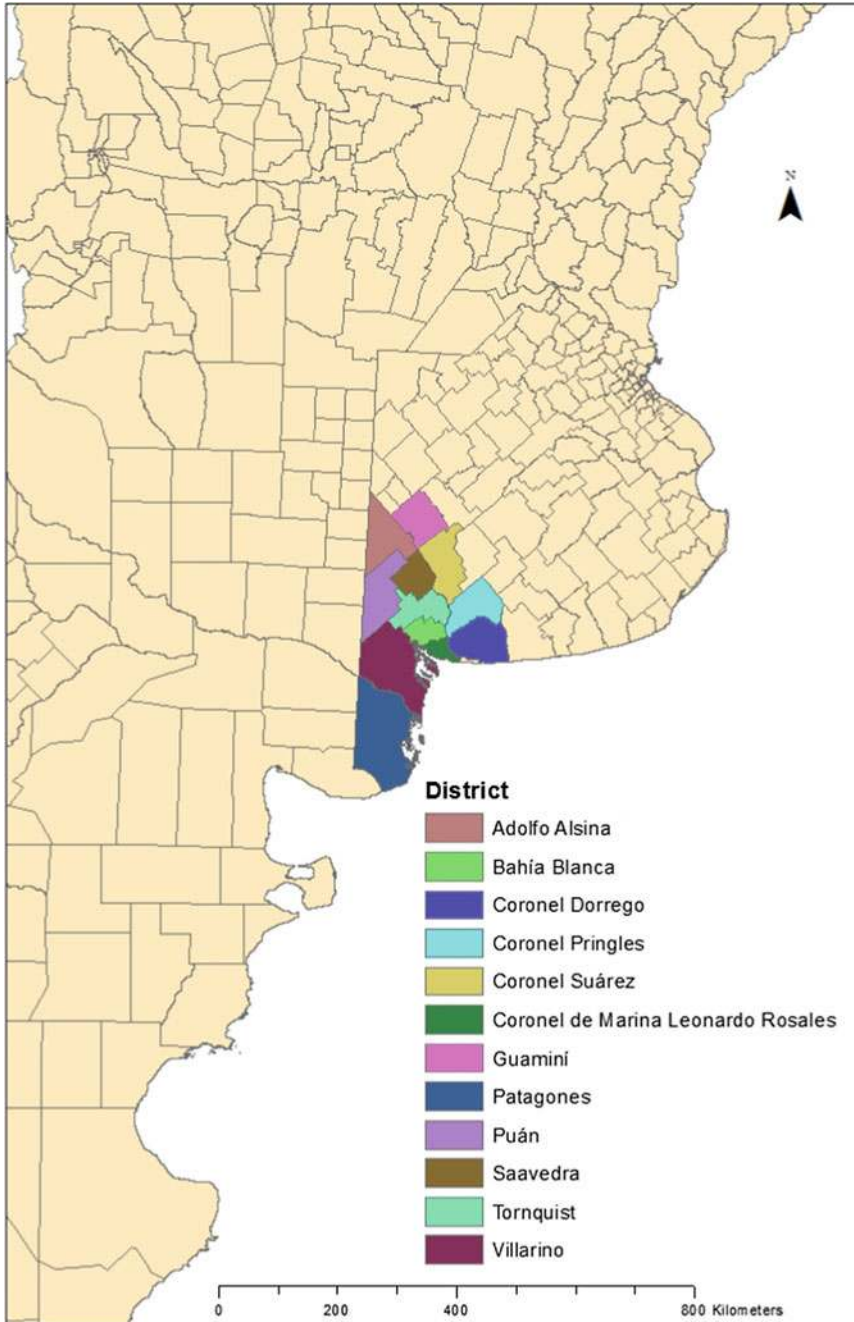 N
District
Adolfo Alsina
Bahía Blanca
Coronel Dorrego
Coronel Pringles
Coronel Suárez
Coronel de Marina Leonardo Rosales
Guaminí
Patagones
Puán
Saavedra
Tornquist
Villarino
0 200 400 800 Kilometers